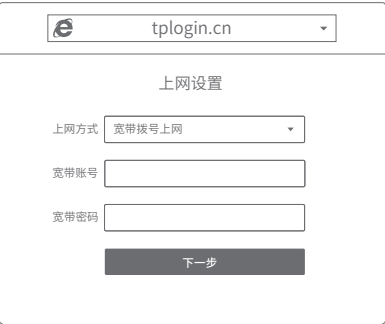 tplogin.cn
上网设置
上网方式 宽带拨号上网
宽带账号
宽带密码
下一步